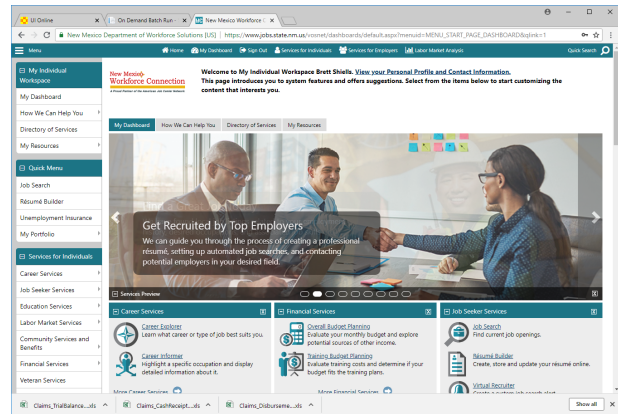 UI Online
On Demand Batch Run -
New Mexico Workforce C
New Mexico Department of Workforce Solutions [US] | https://www.jobs.state.nm.us/vosnet/dashboards/default.aspx?menuid=MENU_START_PAGE_DASHBOARD&qlink=1
Menu
Home
My Dashboard
Sign Out
Services for Individuals
Services for Employers
Labor Market Analysis
Quick Search
My Individual
Workspace
My Dashboard
How We Can Help You
Directory of Services
My Resources
Quick Menu
Job Search
Résumé Builder
Unemployment Insurance
My Portfolio
Services for Individuals
Career Services
Job Seeker Services
Education Services
Labor Market Services
Community Services and
Benefits
Financial Services
Veteran Services
New Mexico
Workforce Connection
Welcome to My Individual Workspace Brett Shiells. View your Personal Profile and Contact Information.
This page introduces you to system features and offers suggestions. Select from the items below to start customizing the
content that interests you.
My Dashboard
How We Can Help You
Directory of Services
My Resources
Get Recruited by Top Employers
We can guide you through the process of creating a professional
résumé, setting up automated job searches, and contacting
potential employers in your desired field.
Services Preview
Career Services
Career Explorer
Learn what career or type of job best suits you.
Career Informer
Highlight a specific occupation and display
detailed information about it.
More Career Services
Financial Services
Overall Budget Planning
Evaluate your monthly budget and explore
potential sources of other income.
Training Budget Planning
Evaluate training costs and determine if your
budget fits the training plans.
More Financial Services
Job Seeker Services
Job Search
Find current job openings.
Résumé Builder
Create, store and update your résumé online.
Virtual Recruiter
Create a custom job search alert
Claims_TrialBalance....xls
Claims_CashReceipt....xls
Claims_Disburseme....xls
Show all